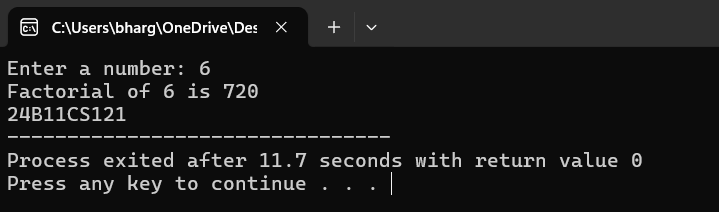 C:\Users\bharg\OneDrive\Des
Enter a number: 6
Factorial of 6 is 720
24B11CS121
--------------------------------
Process exited after 11.7 seconds with return value 0
Press any key to continue . . .